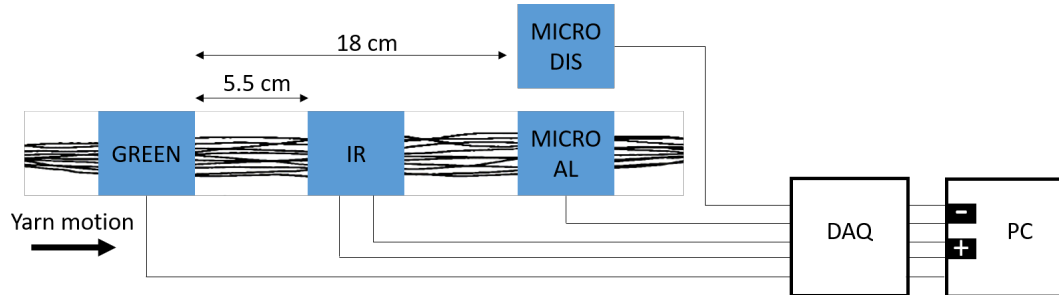 MICRO
DIS
18 cm
5.5 cm
GREEN
IR
MICRO
AL
Yarn motion
DAQ
-
+
PC